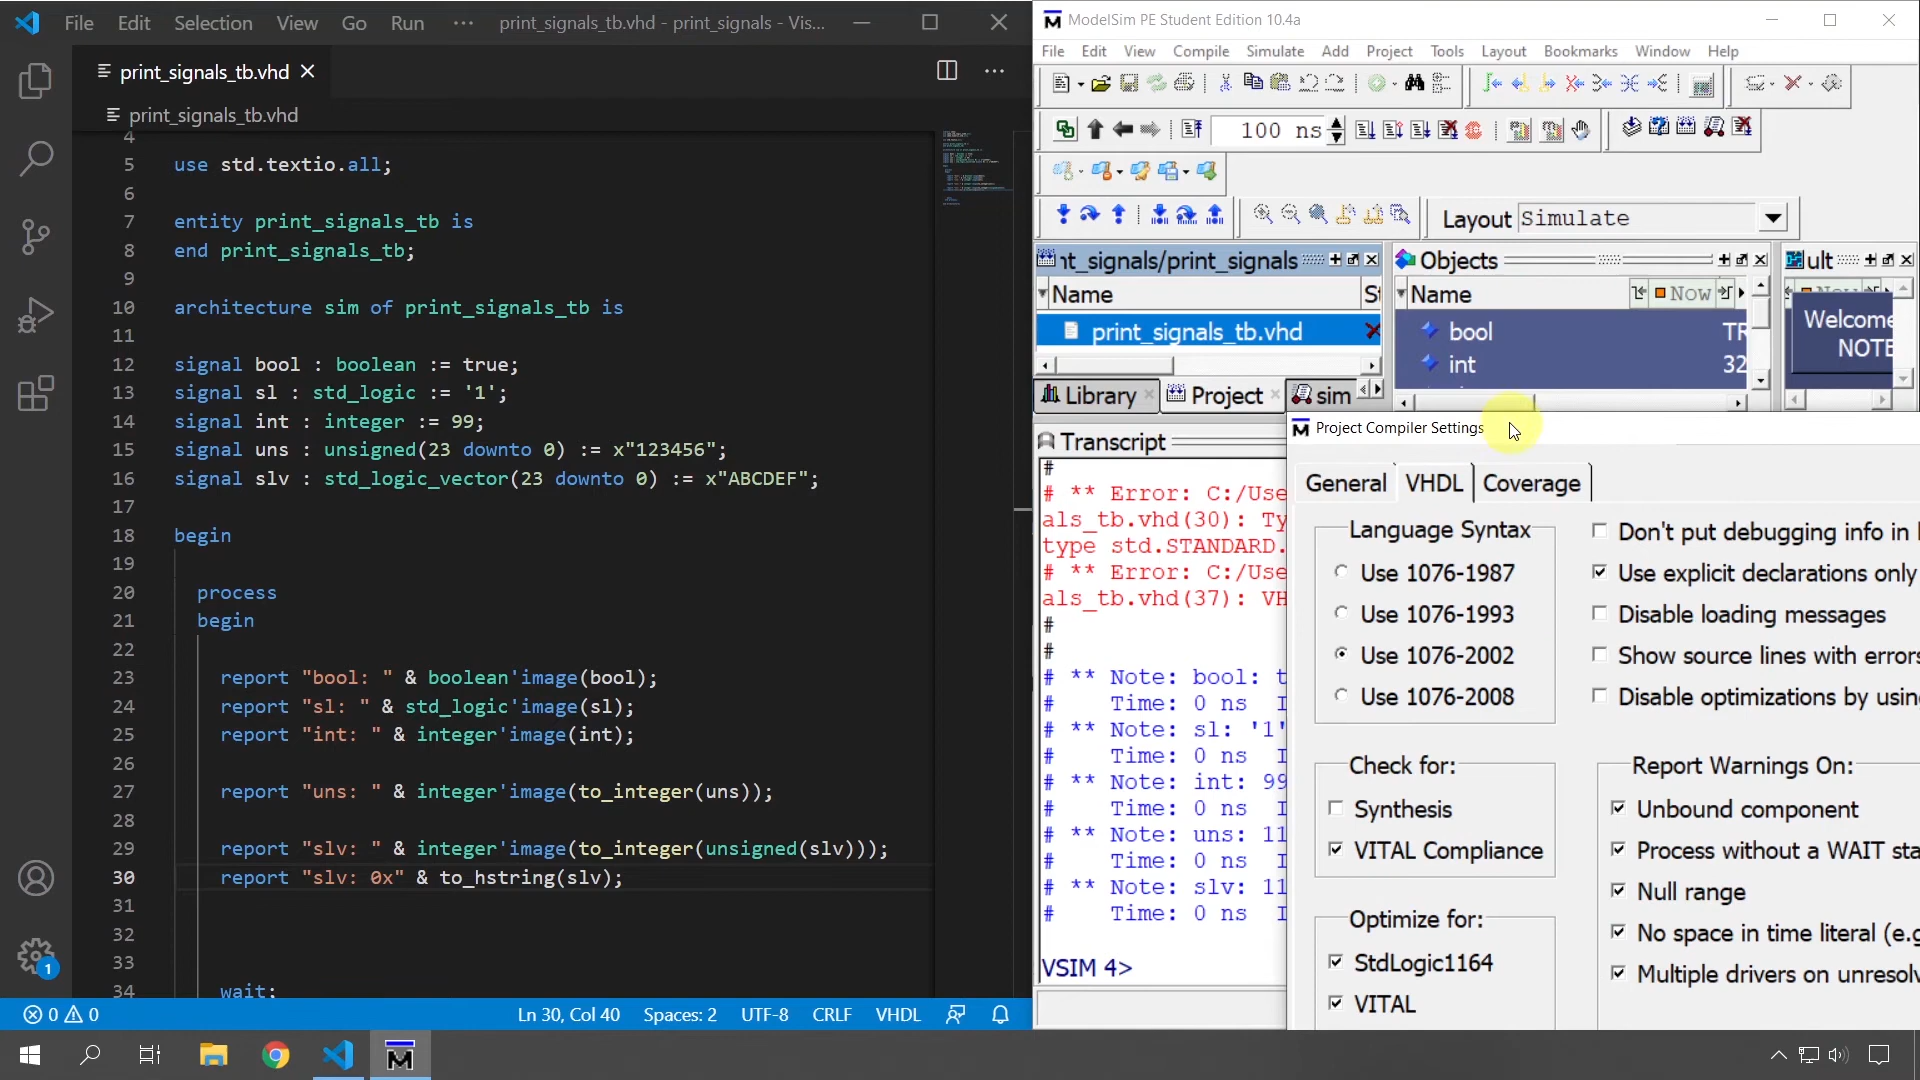 File Edit Selection View Go Run ··· print_signals_tb.vhd - print_signals - Vis...
print_signals_tb.vhd
print_signals_tb.vhd
4
5 use std.textio.all;
6
7 entity print_signals_tb is
8 end print_signals_tb;
9
10 architecture sim of print_signals_tb is
11
12 signal bool : boolean := true;
13 signal sl : std_logic := '1';
14 signal int : integer := 99;
15 signal uns : unsigned(23 downto 0) := x"123456";
16 signal slv : std_logic_vector(23 downto 0) := x"ABCDEF";
17
18 begin
19
20 process
21 begin
22
23 report "bool: " & boolean'image(bool);
24 report "sl: " & std_logic'image(sl);
25 report "int: " & integer'image(int);
26
27 report "uns: " & integer'image(to_integer(uns));
28
29 report "slv: " & integer'image(to_integer(unsigned(slv)));
30 report "slv: 0x" & to_hstring(slv);
31
32
33
34 wait;
1
0 0 Ln 30, Col 40 Spaces: 2 UTF-8 CRLF VHDL
ModelSim PE Student Edition 10.4a
File Edit View Compile Simulate Add Project Tools Layout Bookmarks Window Help
100 ns
Layout Simulate
nt_signals/print_signals
Name
print_signals_tb.vhd
Library Project sim
Objects
Name Now
bool TR
int 32
ult
Now
Welcome
NOTE
Transcript
#
# ** Error: C:/Use
als_tb.vhd(30): Ty
type std.STANDARD.
# ** Error: C:/Use
als_tb.vhd(37): VH
#
#
# ** Note: bool: t
# Time: 0 ns I
# ** Note: sl: '1'
# Time: 0 ns I
# ** Note: int: 99
# Time: 0 ns I
# ** Note: uns: 11
# Time: 0 ns I
# ** Note: slv: 11
# Time: 0 ns I
VSIM 4>
Project Compiler Settings
General VHDL Coverage
Language Syntax
Use 1076-1987
Use 1076-1993
Use 1076-2002
Use 1076-2008
Check for:
Synthesis
VITAL Compliance
Optimize for:
StdLogic1164
VITAL
Don't put debugging info in
Use explicit declarations only
Disable loading messages
Show source lines with errors
Disable optimizations by using
Report Warnings On:
Unbound component
Process without a WAIT sta
Null range
No space in time literal (e.g
Multiple drivers on unresolv